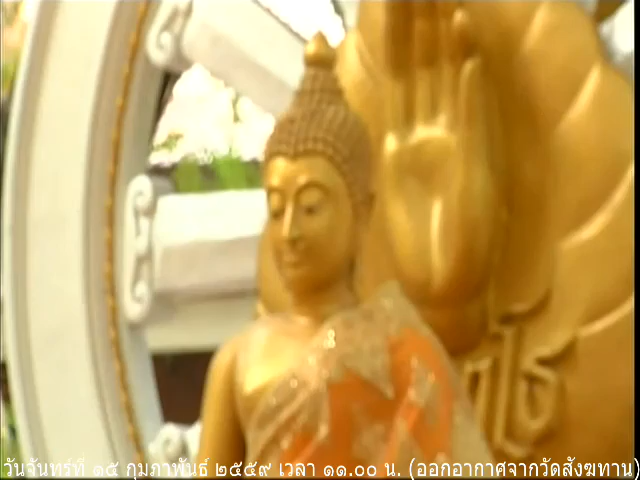 วันจันทร์ที่ ๑๕ กุมภาพันธ์ ๒๕๕๙ เวลา ๑๑.๐๐ น. (ออกอากาศจากวัดสังฆทาน)